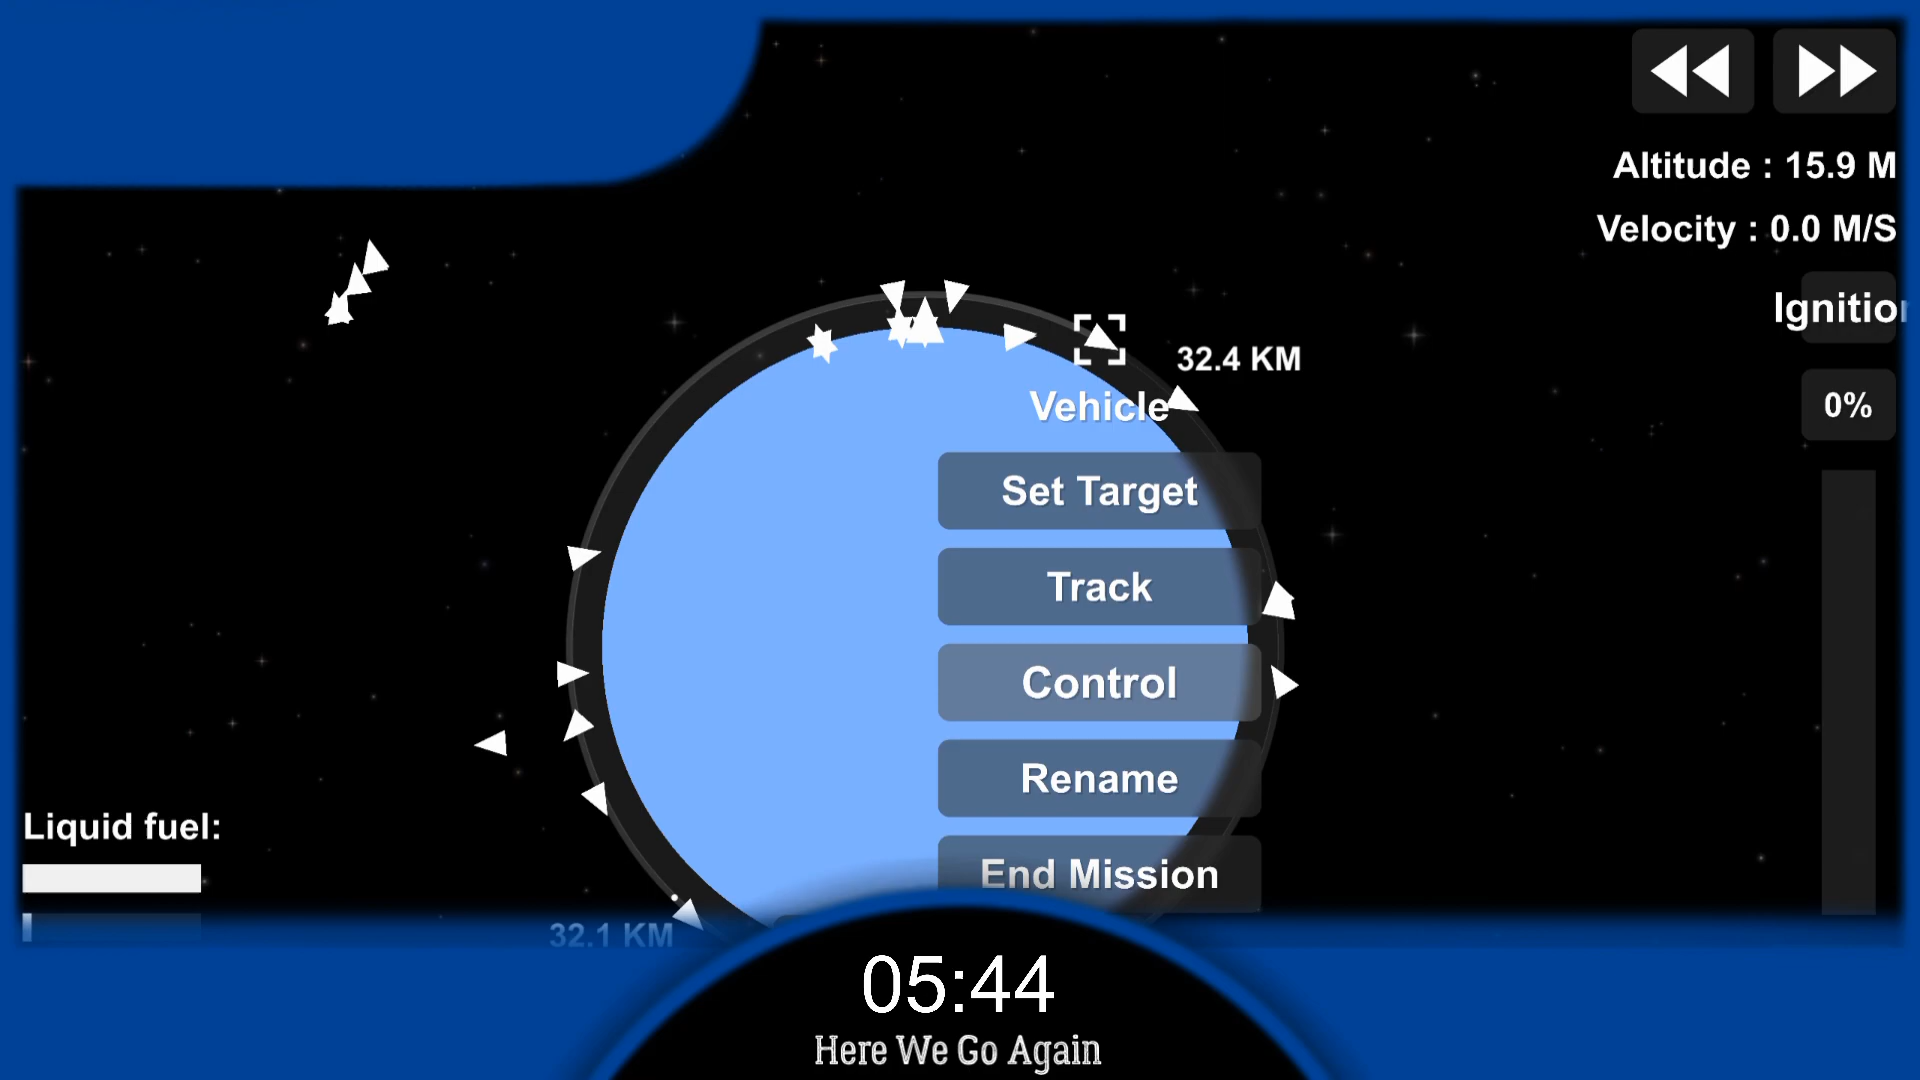 Altitude : 15.9 M
Velocity : 0.0 M/S
Ignition
0%
32.4 KM
Vehicle
Set Target
Track
Control
Rename
End Mission
Liquid fuel:
32.1 KM
05:44
Here We Go Again